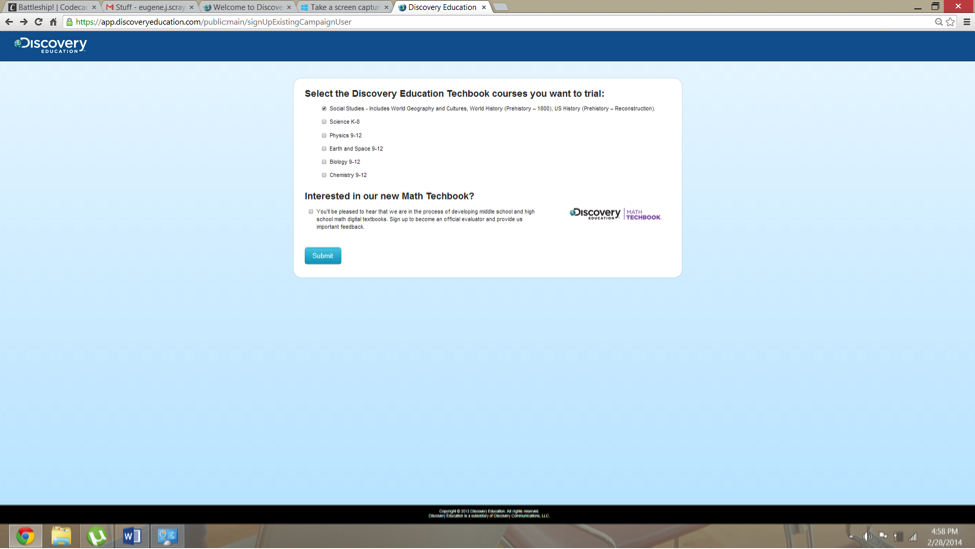 Battleship! | Codecac
Stuff - eugene.j.scray
Welcome to Discove
Take a screen captu
Discovery Education
https://app.discoveryeducation.com/publicmain/signUpExistingCampaignUser
Discovery
EDUCATION
Select the Discovery Education Techbook courses you want to trial:
Social Studies - includes World Geography and Cultures, World History (Prehistory – 1800), US History (Prehistory – Reconstruction).
Science K-8
Physics 9-12
Earth and Space 9-12
Biology 9-12
Chemistry 9-12
Interested in our new Math Techbook?
You'll be pleased to hear that we are in the process of developing middle school and high
school math digital textbooks. Sign up to become an official evaluator and provide us
important feedback.
Discovery
EDUCATION
MATH
TECHBOOK
Submit
Copyright © 2013 Discovery Education. All rights reserved.
Discovery Education is a subsidiary of Discovery Communications, LLC.
4:58 PM
2/28/2014